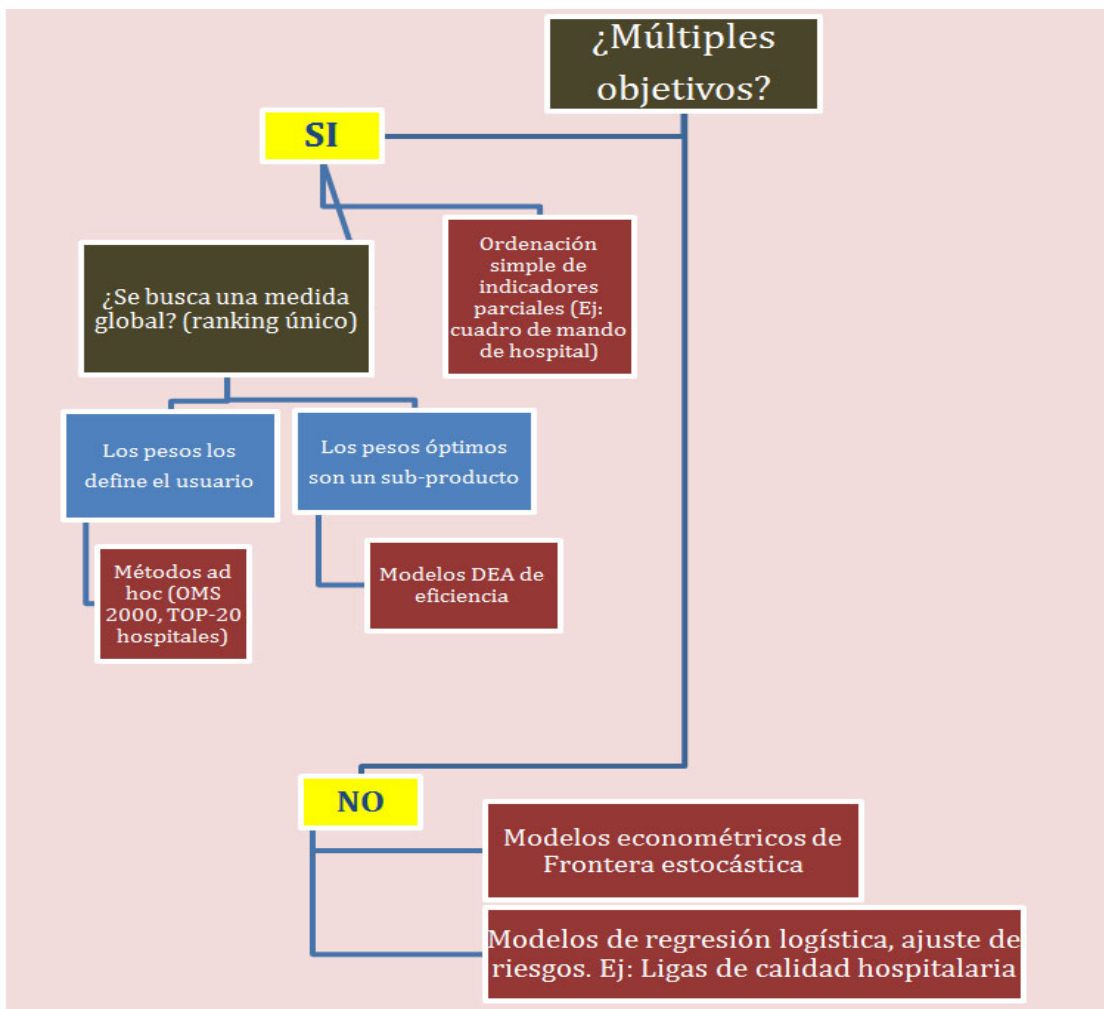 ¿Múltiples
objetivos?
SI
Ordenación
simple de
indicadores
parciales (Ej:
cuadro de mando
de hospital)
¿Se busca una medida
global? (ranking único)
Los pesos los
define el usuario
Los pesos óptimos
son un sub-producto
Métodos ad
hoc (OMS
2000, TOP-20
hospitales)
Modelos DEA de
eficiencia
NO
Modelos econométricos de
Frontera estocástica
Modelos de regresión logística, ajuste de
riesgos. Ej: Ligas de calidad hospitalaria